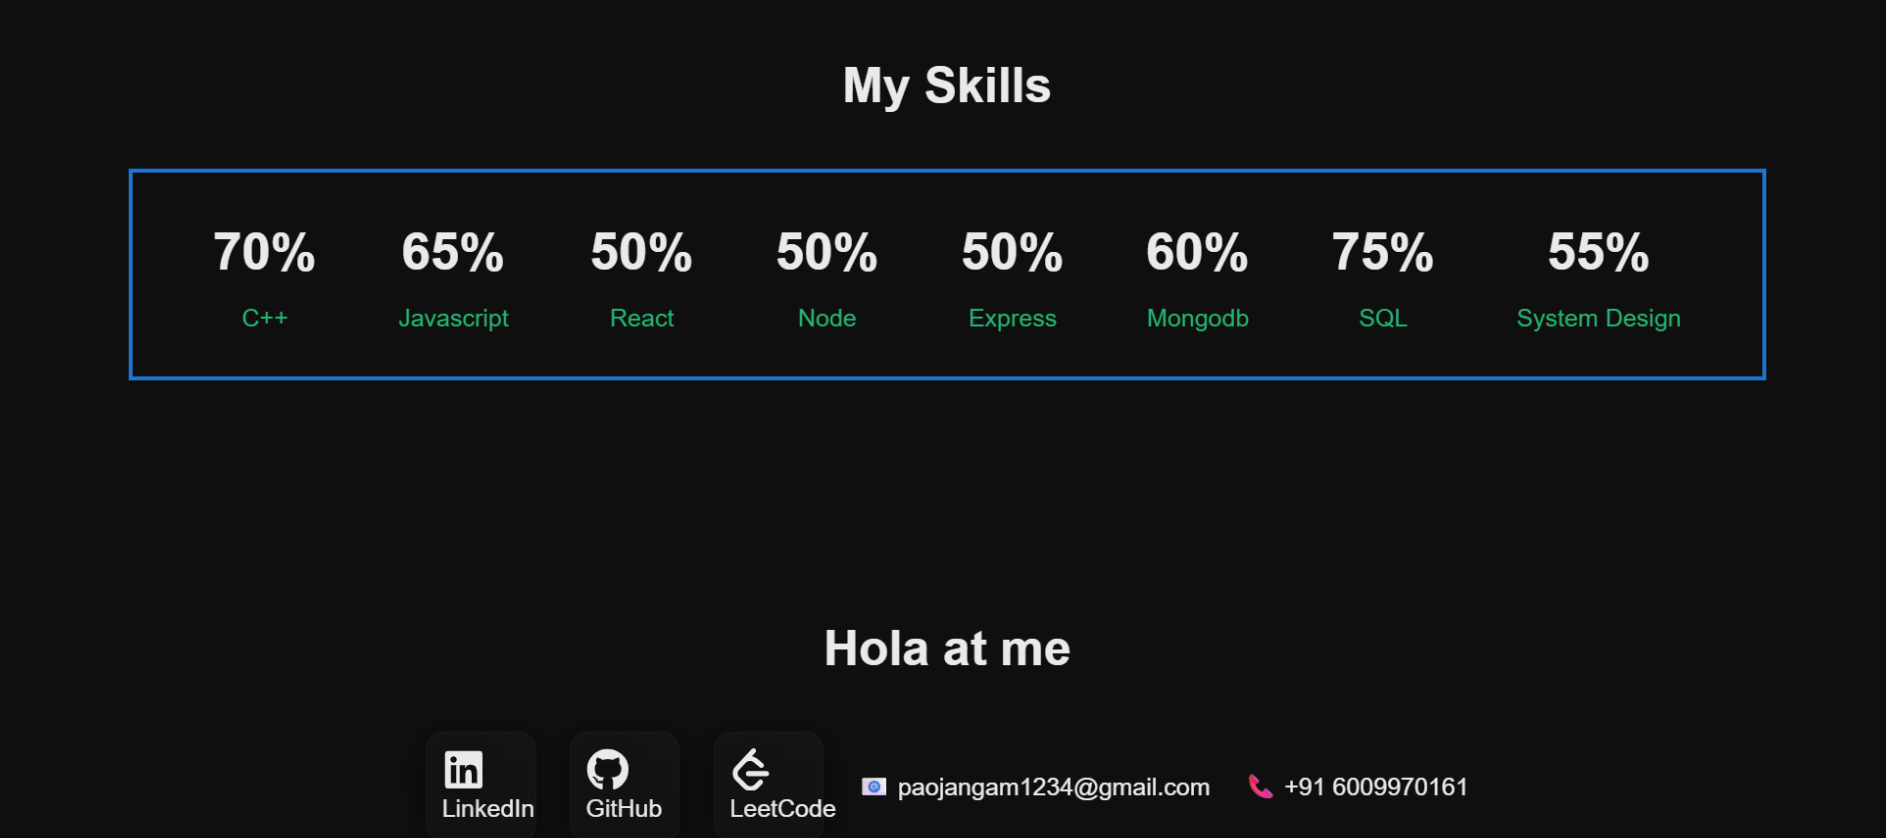 My Skills
70% 65% 50% 50% 50% 60% 75% 55%
C++ Javascript React Node Express Mongodb SQL System Design
Hola at me
in
LinkedIn GitHub LeetCode paojangam1234@gmail.com +91 6009970161